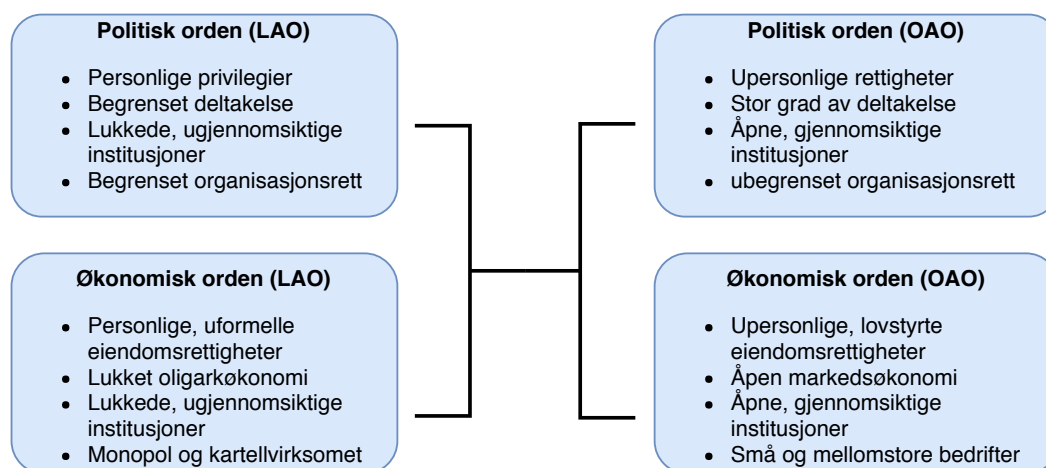 Politisk orden (LAO)
• Personlige privilegier
• Begrenset deltakelse
• Lukkede, ugjennomsiktige
institusjoner
• Begrenset organisasjonsrett
Politisk orden (OAO)
• Upersonlige rettigheter
• Stor grad av deltakelse
• Åpne, gjennomsiktige
institusjoner
• ubegrenset organisjonsrett
Økonomisk orden (LAO)
• Personlige, uformelle
eiendomsrettigheter
• Lukket oligarkøkonomi
• Lukkede, ugjennomsiktige
institusjoner
• Monopol og kartellvirksomet
Økonomisk orden (OAO)
• Upersonlige, lovstyrte
eiendomsrettigheter
• Åpen markedsøkonomi
• Åpne, gjennomsiktige
institusjoner
• Små og mellomstore bedrifter